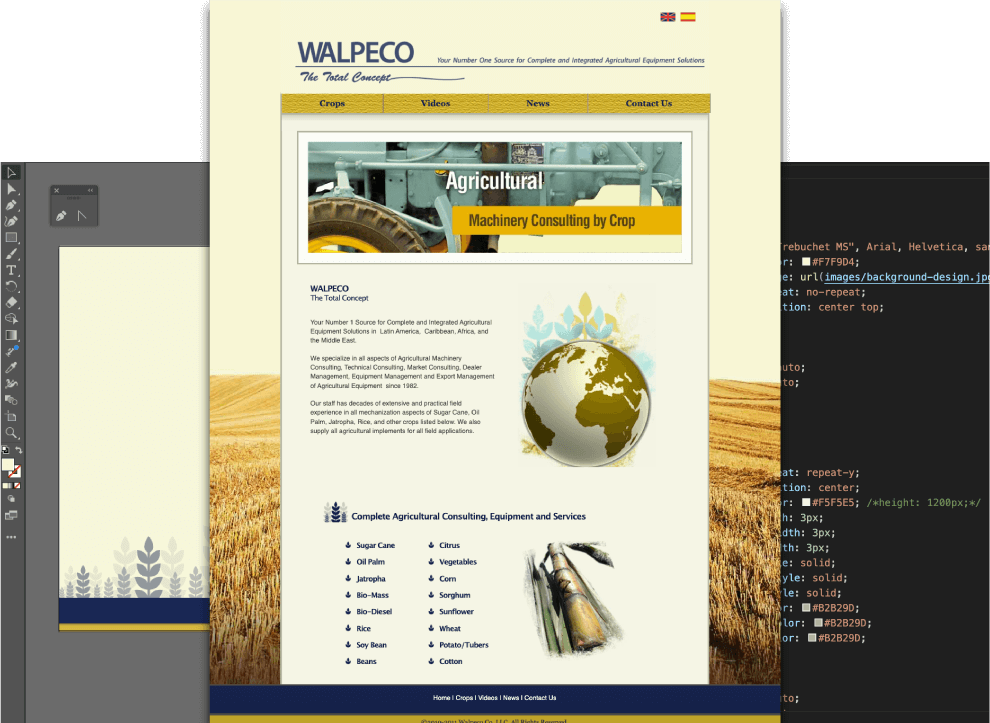 WALPECO
Your Number One Source for Complete and Integrated Agricultural Equipment Solutions
The Total Concept
Crops Videos News Contact Us
Agricultural
Machinery Consulting by Crop
WALPECO
The Total Concept
Your Number 1 Source for Complete and Integrated Agricultural
Equipment Solutions in Latin America, Caribbean, Africa, and
the Middle East.
We specialize in all aspects of Agricultural Machinery
Consulting, Technical Consulting, Market Consulting, Dealer
Management, Equipment Management and Export Management
of Agricultural Equipment since 1982.
Our staff has decades of extensive and practical field
experience in all mechanization aspects of Sugar Cane, Oil
Palm, Jatropha, Rice, and other crops listed below. We also
supply all agricultural implements for all field applications.
Complete Agricultural Consulting, Equipment and Services
Sugar Cane
Oil Palm
Jatropha
Bio-Mass
Bio-Diesel
Rice
Soy Bean
Beans
Citrus
Vegetables
Corn
Sorghum
Sunflower
Wheat
Potato/Tubers
Cotton
Home | Crops | Videos | News | Contact Us
rebuchet MS", Arial, Helvetica, san
r: #F7F9D4;
e: url(images/background-design.jpg
eat: no-repeat;
tion: center top;
uto;
to;
at: repeat-y;
tion: center;
r: #F5F5E5; /*height: 1200px;*/
h: 3px;
dth: 3px;
th: 3px;
e: solid;
yle: solid;
le: solid;
r: #B2B29D;
lor: #B2B29D;
or: #B2B29D;
to;